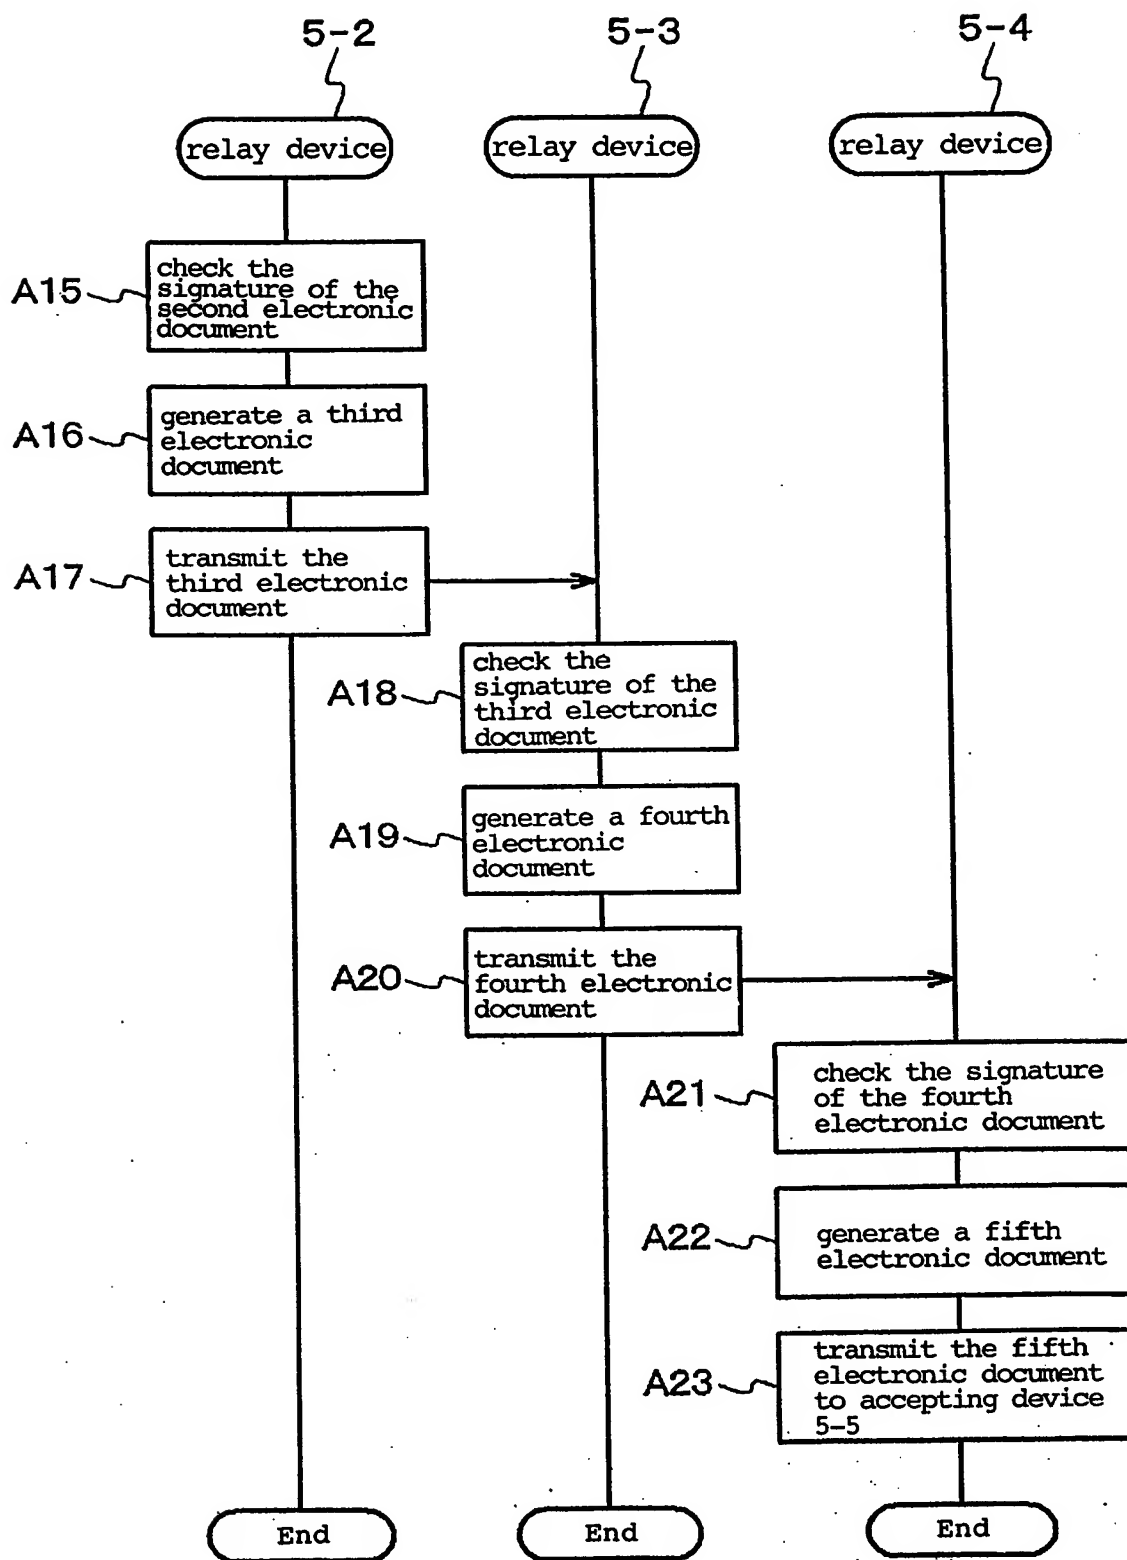 5-2
5-3
5-4
relay device
relay device
relay device
A15
check the
signature of the
second electronic
document
A16
generate a third
electronic
document
A17
transmit the
third electronic
document
A18
check the
signature of the
third electronic
document
A19
generate a fourth
electronic
document
A20
transmit the
fourth electronic
document
A21
check the signature
of the fourth
electronic document
A22
generate a fifth
electronic document
A23
transmit the fifth
electronic document
to accepting device
5-5
End
End
End